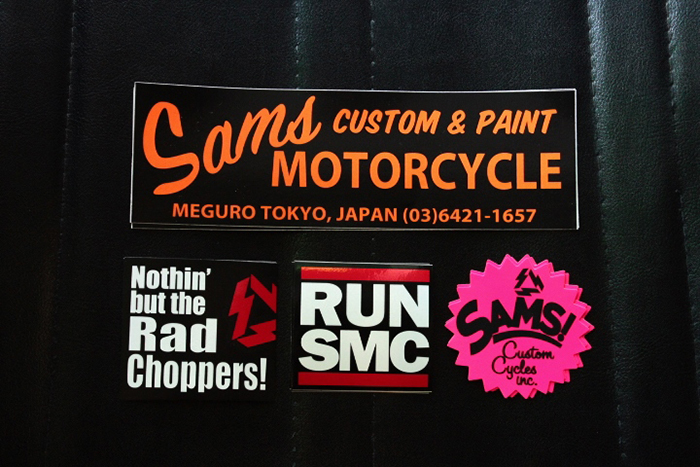 Sams CUSTOM & PAINT
MOTORCYCLE
MEGURO TOKYO, JAPAN (03)6421-1657
Nothin'
but the
Rad
Choppers!
RUN
SMC
SAMS!
Custom
Cycles
inc.